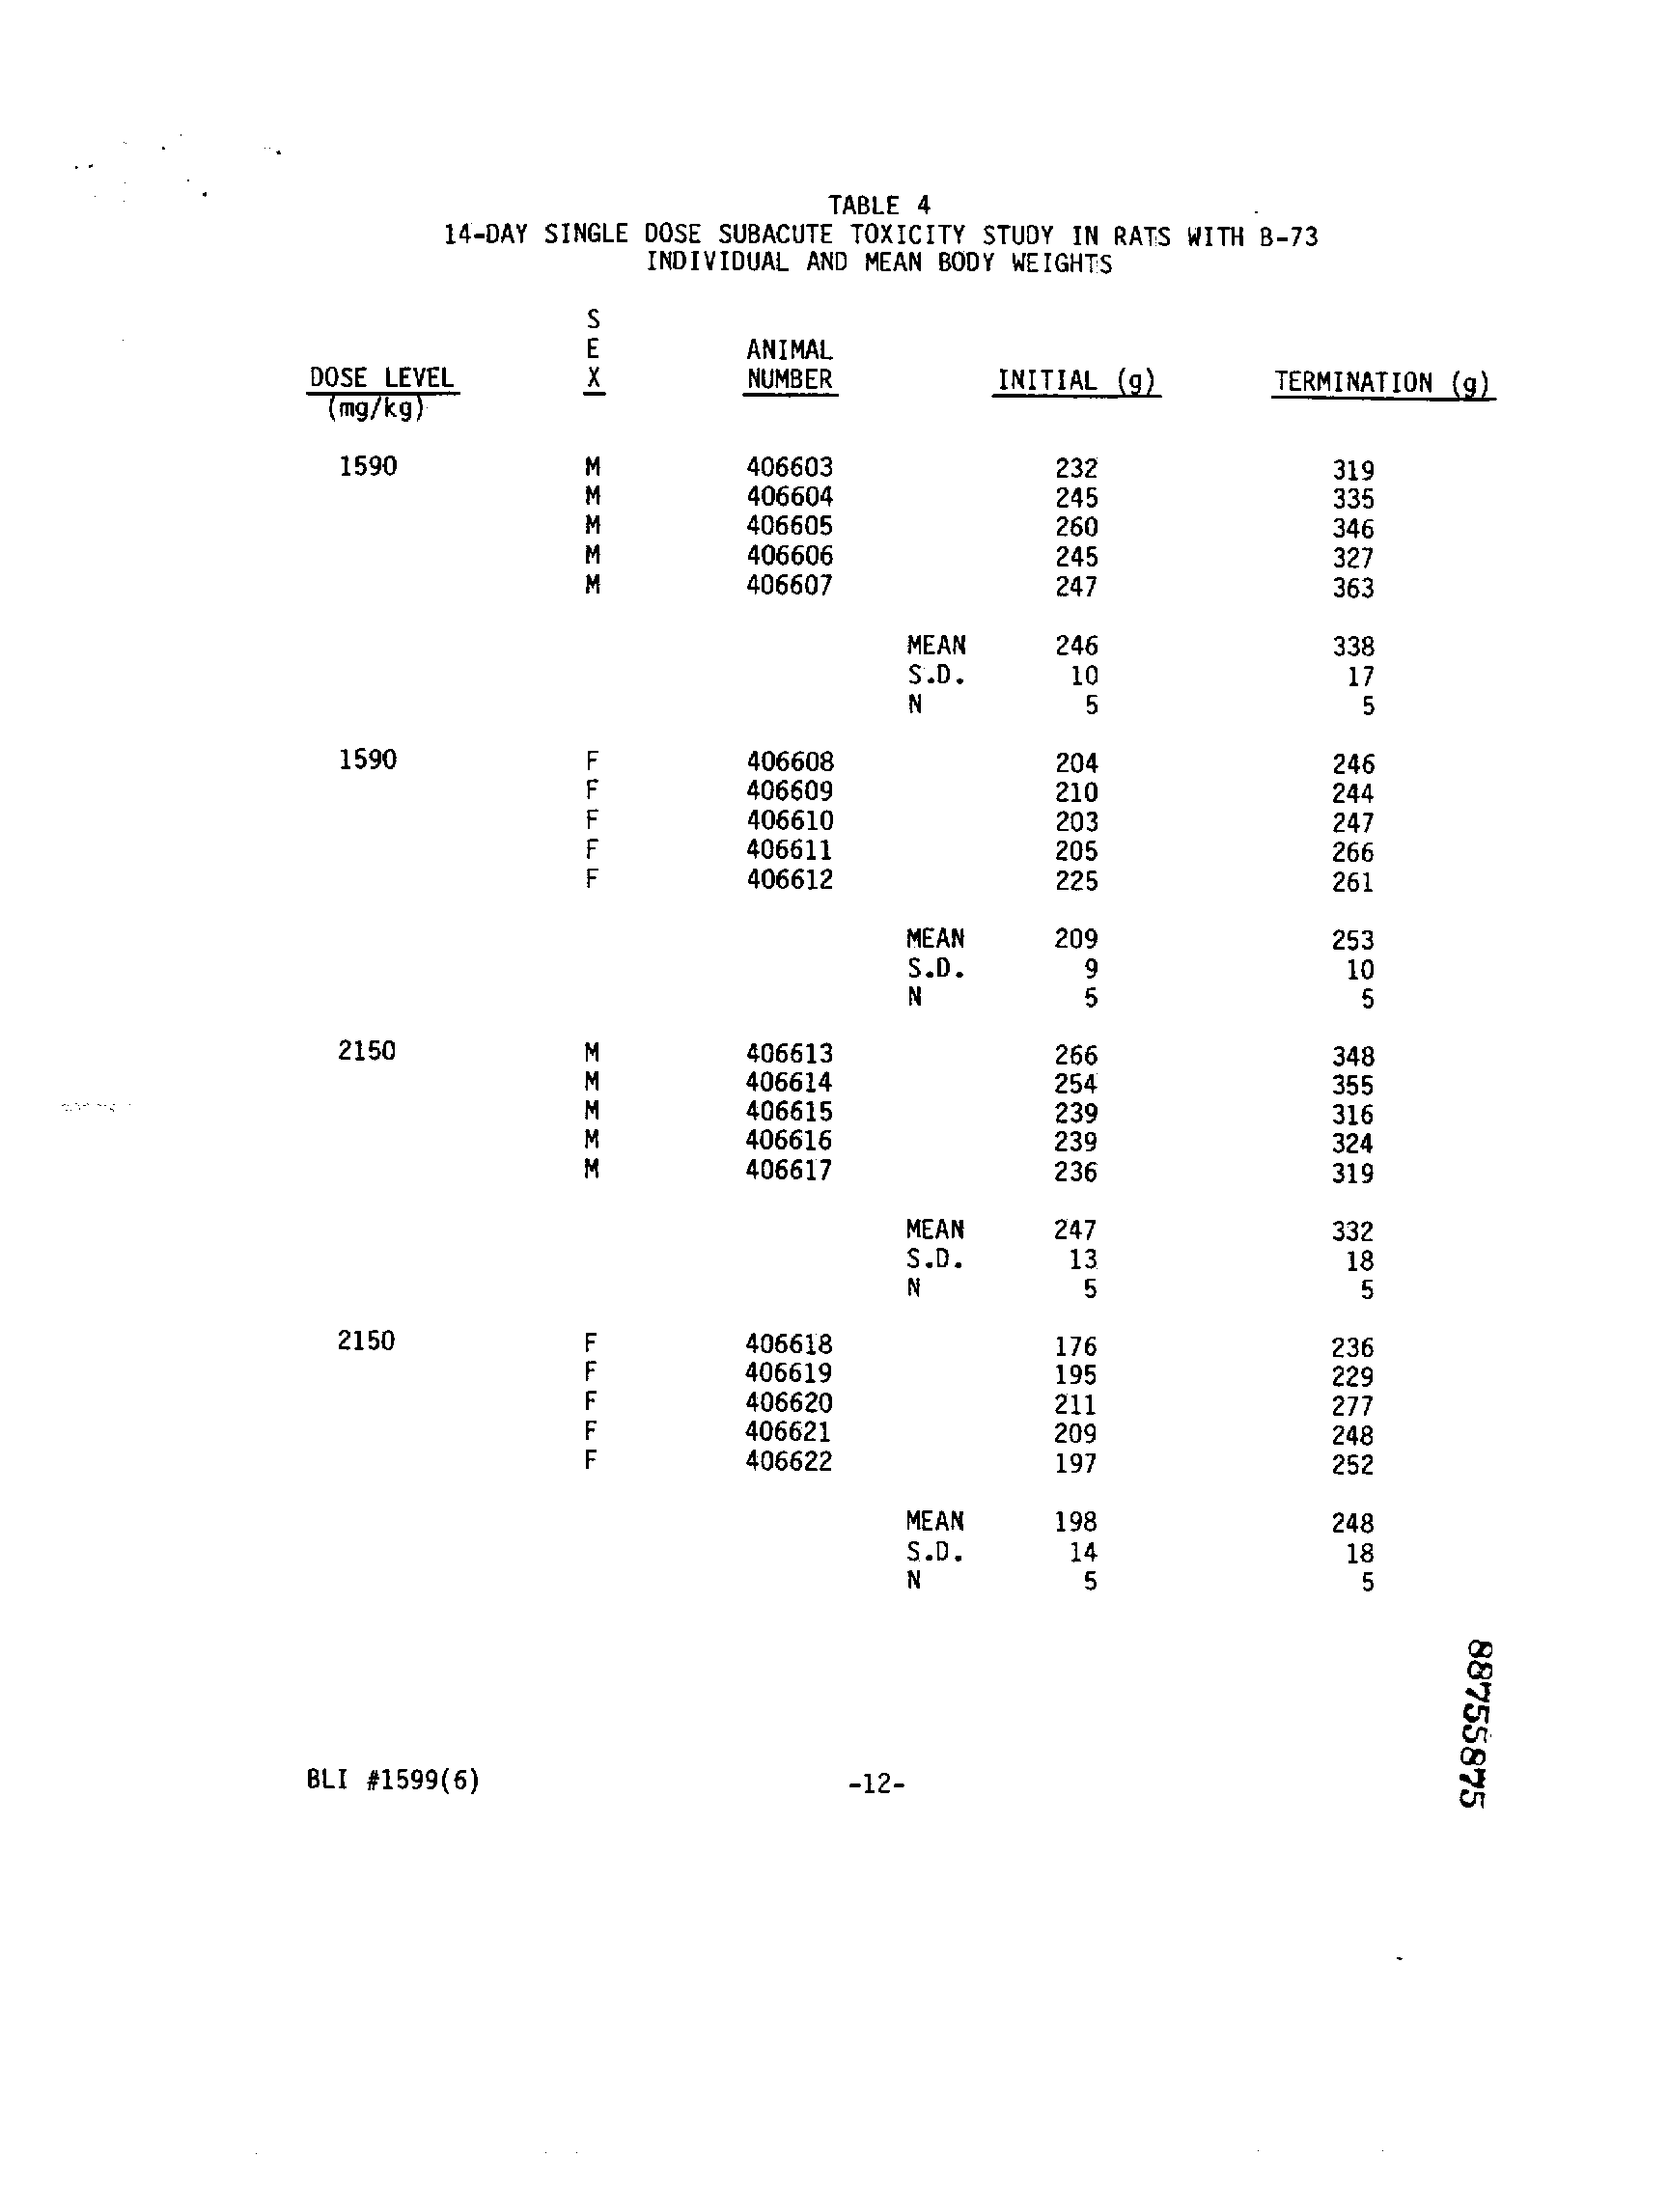 TABLE 4
14-DAY SINGLE DOSE SUBACUTE TOXICITY STUDY IN RATS WITH B-73
INDIVIDUAL AND MEAN BODY WEIGHTS
S
E ANIMAL
DOSE LEVEL X NUMBER INITIAL (g) TERMINATION (g)
(mg/kg)
1590 M 406603 232 319
M 406604 245 335
M 406605 260 346
M 406606 245 327
M 406607 247 363
MEAN 246 338
S.D. 10 17
N 5 5
1590 F 406608 204 246
F 406609 210 244
F 406610 203 247
F 406611 205 266
F 406612 225 261
MEAN 209 253
S.D. 9 10
N 5 5
2150 M 406613 266 348
M 406614 254 355
M 406615 239 316
M 406616 239 324
M 406617 236 319
MEAN 247 332
S.D. 13 18
N 5 5
2150 F 406618 176 236
F 406619 195 229
F 406620 211 277
F 406621 209 248
F 406622 197 252
MEAN 198 248
S.D. 14 18
N 5 5
88755875
BLI #1599(6) -12-